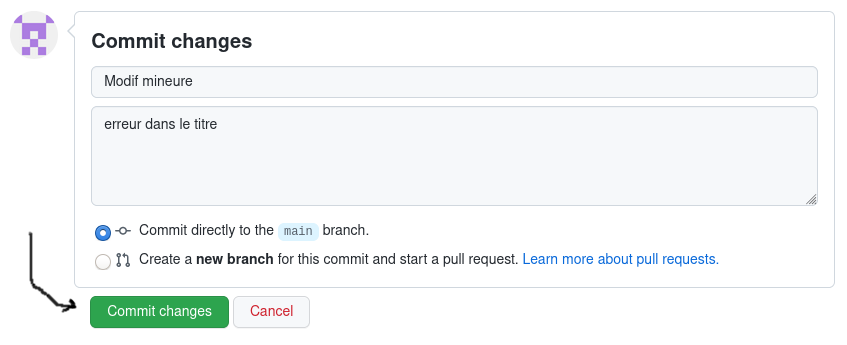 Commit changes
Modif mineure
erreur dans le titre
Commit directly to the main branch.
Create a new branch for this commit and start a pull request. Learn more about pull requests.
Commit changes Cancel